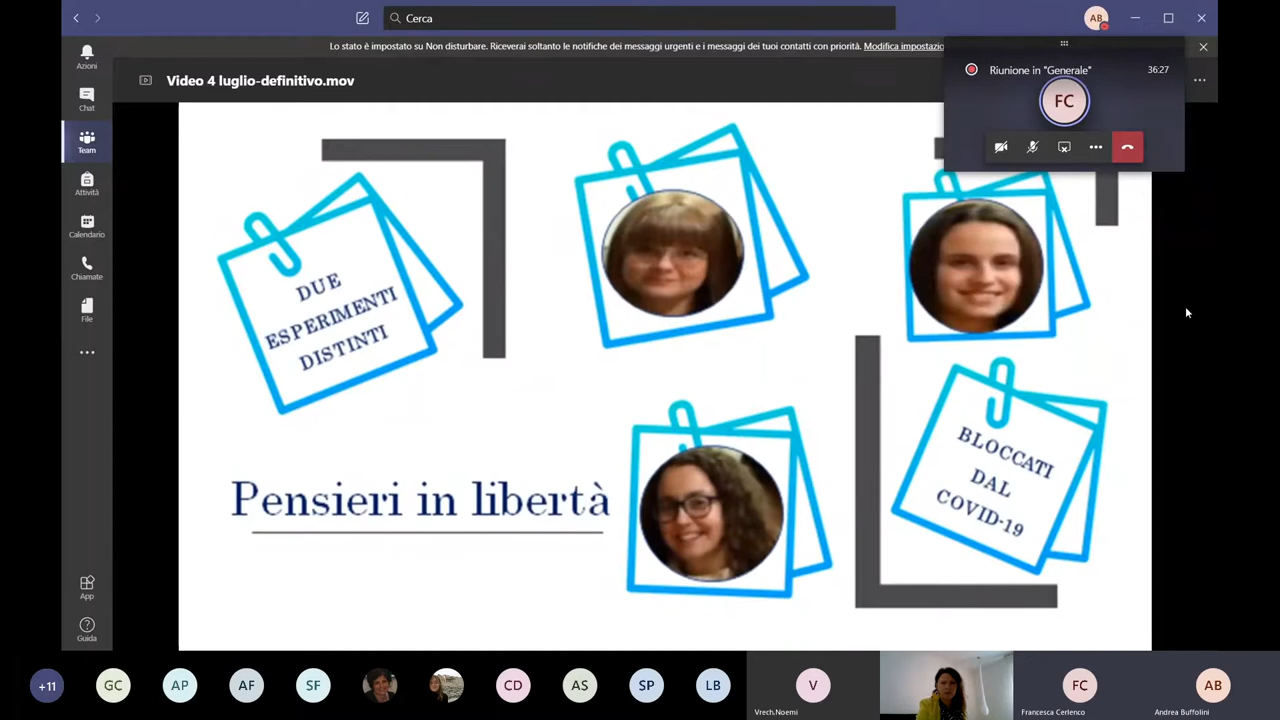 Cerca
AB
Lo stato è impostato su Non disturbare. Riceverai soltanto le notifiche dei messaggi urgenti e i messaggi dei tuoi contatti con priorità. Modifica impostazio
Riunione in "Generale"
36:27
FC
Video 4 luglio-definitivo.mov
Azioni
Chat
Team
Attività
Calendario
Chiamate
File
App
Guida
DUE
ESPERIMENTI
DISTINTI
Pensieri in libertà
BLOCCATI
DAL
COVID-19
+11
GC
AP
AF
SF
CD
AS
SP
LB
V
Vrech.Noemi
FC
Francesca Cerlenco
AB
Andrea Buffolini